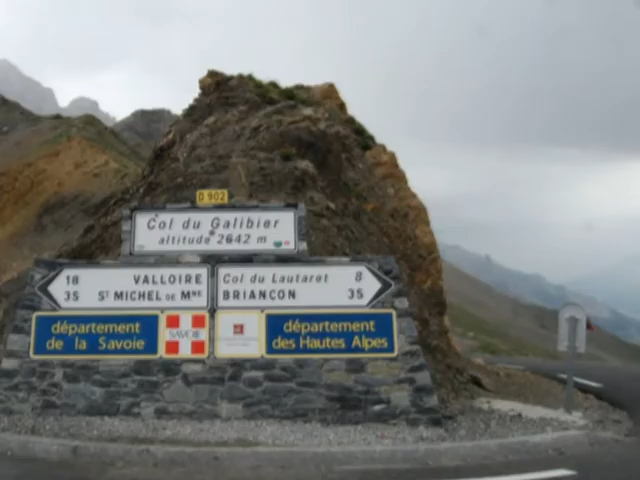 D 902
Col du Galibier
altitude 2642 m
18 VALLOIRE
35 ST MICHEL DE MNE
Col du Lautaret 8
BRIANCON 35
département
de la Savoie
SAVOIE
département
des Hautes Alpes